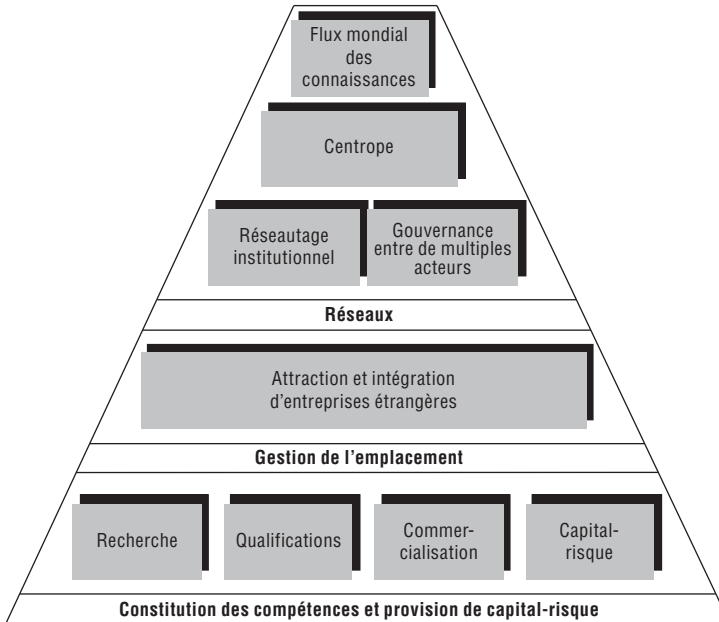 Flux mondial
des
connaissances
Centrope
Réseautage
institutionnel
Gouvernance
entre de multiples
acteurs
Réseaux
Attraction et intégration
d'entreprises étrangères
Gestion de l'emplacement
Recherche
Qualifications
Commer-
cialisation
Capital-
risque
Constitution des compétences et provision de capital-risque